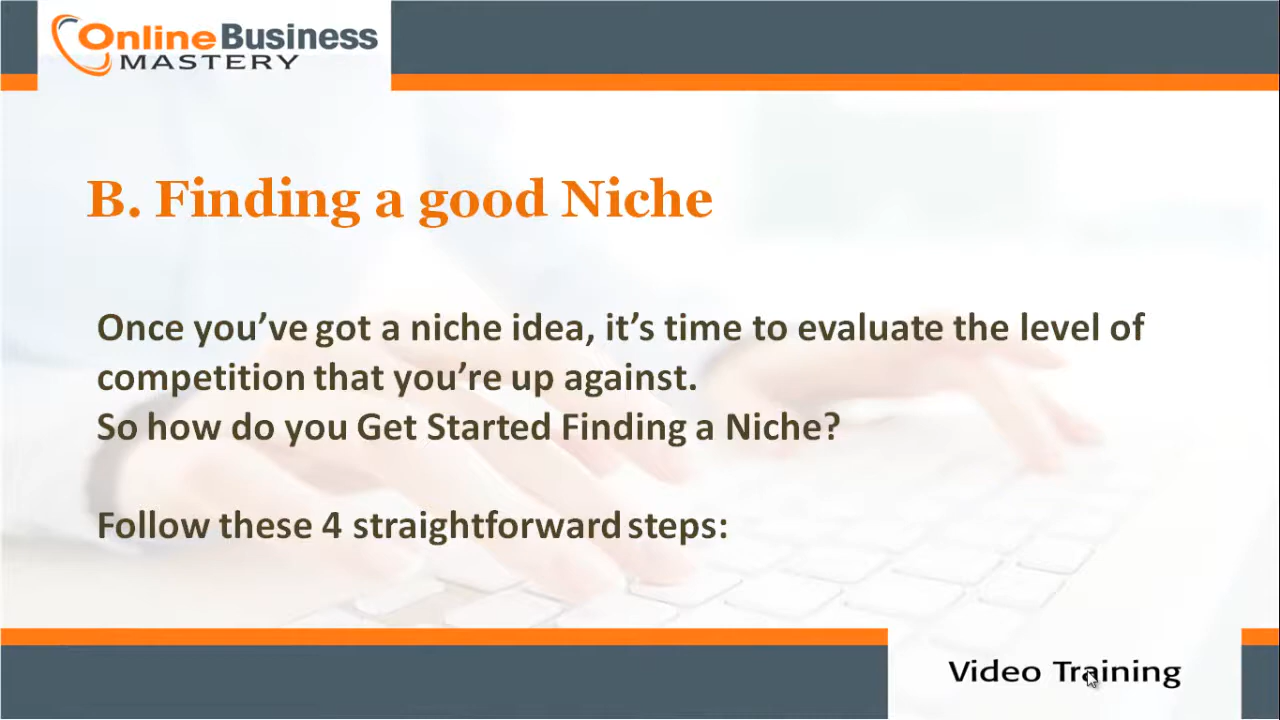 Online Business
MASTERY
B. Finding a good Niche
Once you’ve got a niche idea, it’s time to evaluate the level of
competition that you’re up against.
So how do you Get Started Finding a Niche?
Follow these 4 straightforward steps:
Video Training